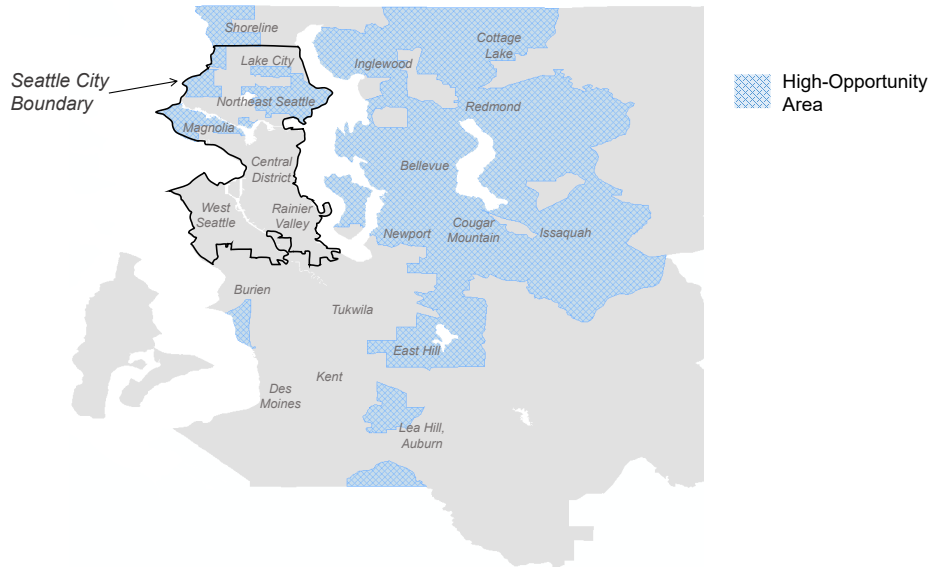 Shoreline
Cottage
Lake
Lake City
Inglewood
Seattle City
Boundary
High-Opportunity
Area
Northeast Seattle
Redmond
Magnolia
Bellevue
Central
District
West
Seattle
Rainier
Valley
Newport
Cougar
Mountain
Issaquah
Burien
Tukwila
East Hill
Kent
Des
Moines
Lea Hill,
Auburn